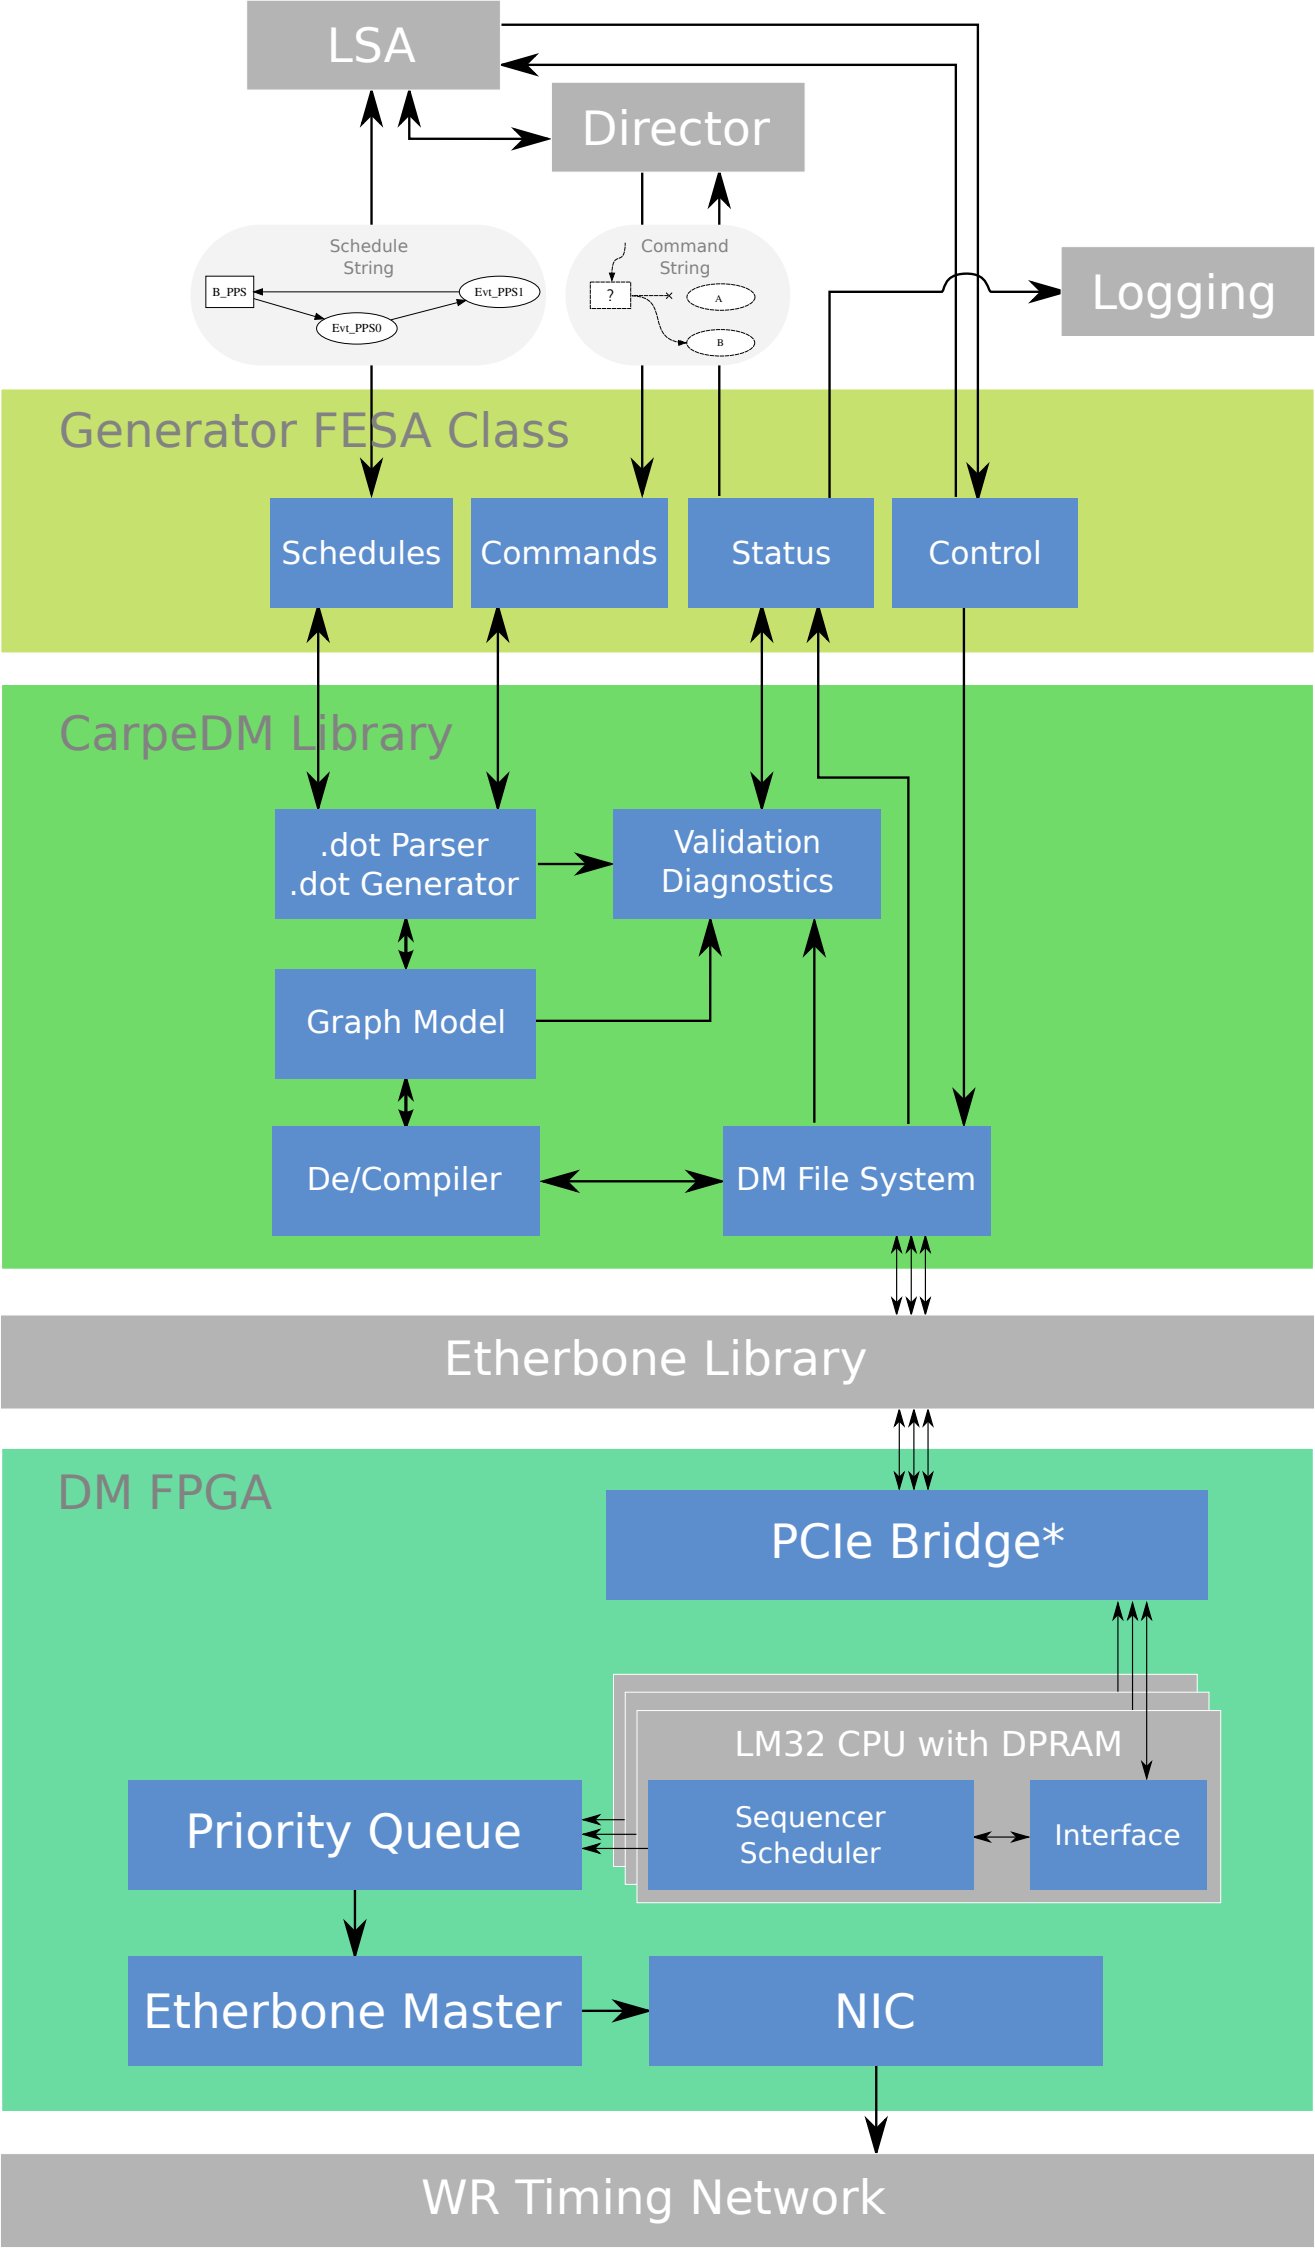 LSA
Director
Schedule
String
B_PPS
Evt_PPS1
Evt_PPS0
Command
String
?
A
B
Logging
Generator FESA Class
Schedules
Commands
Status
Control
CarpeDM Library
.dot Parser
.dot Generator
Validation
Diagnostics
Graph Model
De/Compiler
DM File System
Etherbone Library
DM FPGA
PCIe Bridge*
LM32 CPU with DPRAM
Priority Queue
Sequencer
Scheduler
Interface
Etherbone Master
NIC
WR Timing Network